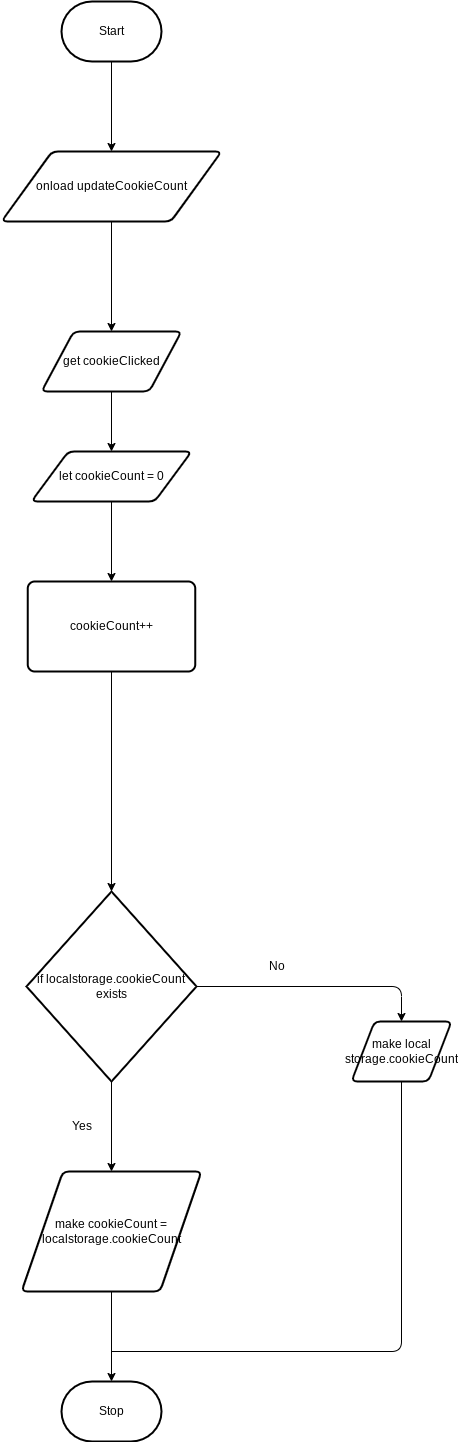 Start
onload updateCookieCount
get cookieClicked
let cookieCount = 0
cookieCount++
if localstorage.cookieCount
exists
No
make local
storage.cookieCount
Yes
make cookieCount =
localstorage.cookieCount
Stop